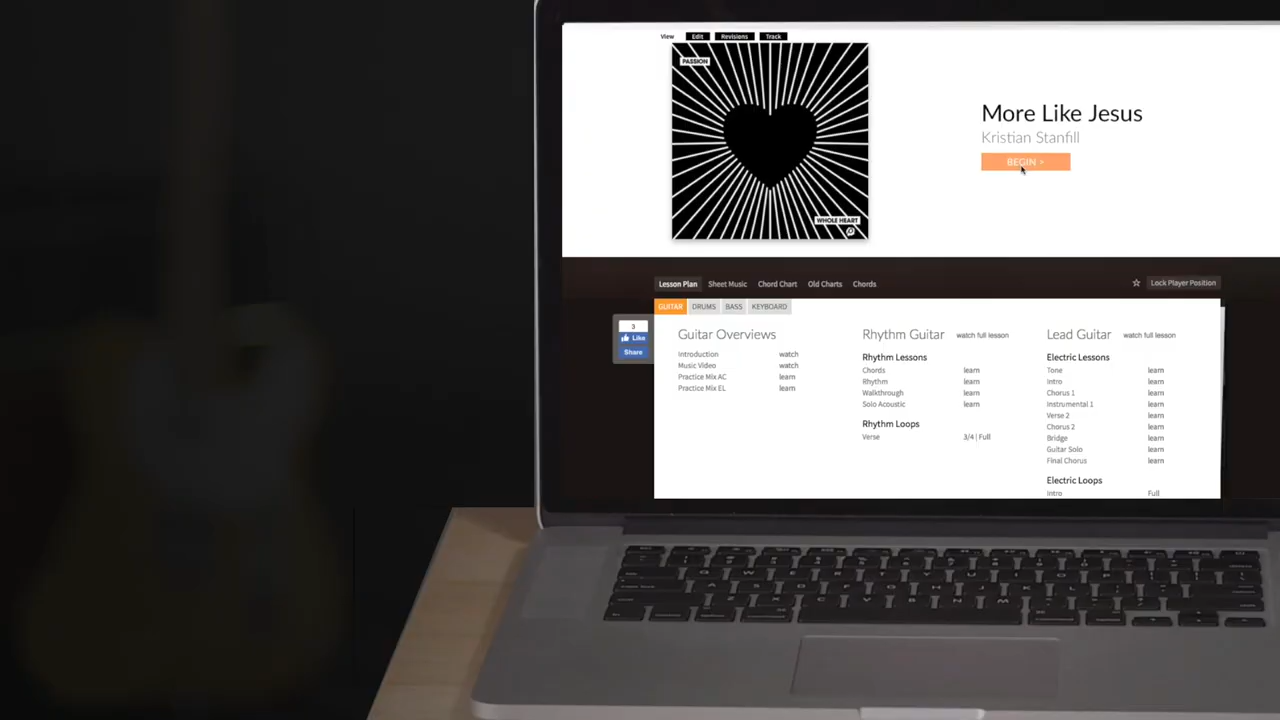 View Edit Revisions Track
PASSION
WHOLE HEART
More Like Jesus
Kristian Stanfill
BEGIN >
Lesson Plan Sheet Music Chord Chart Old Charts Chords
Lock Player Position
GUITAR DRUMS BASS KEYBOARD
3
Like
Share
Guitar Overviews
Introduction watch
Music Video watch
Practice Mix AC learn
Practice Mix EL learn
Rhythm Guitar watch full lesson
Rhythm Lessons
Chords learn
Rhythm learn
Walkthrough learn
Solo Acoustic learn
Rhythm Loops
Verse 3/4 | Full
Lead Guitar watch full lesson
Electric Lessons
Tone learn
Intro learn
Chorus 1 learn
Instrumental 1 learn
Verse 2 learn
Chorus 2 learn
Bridge learn
Guitar Solo learn
Final Chorus learn
Electric Loops
Intro Full